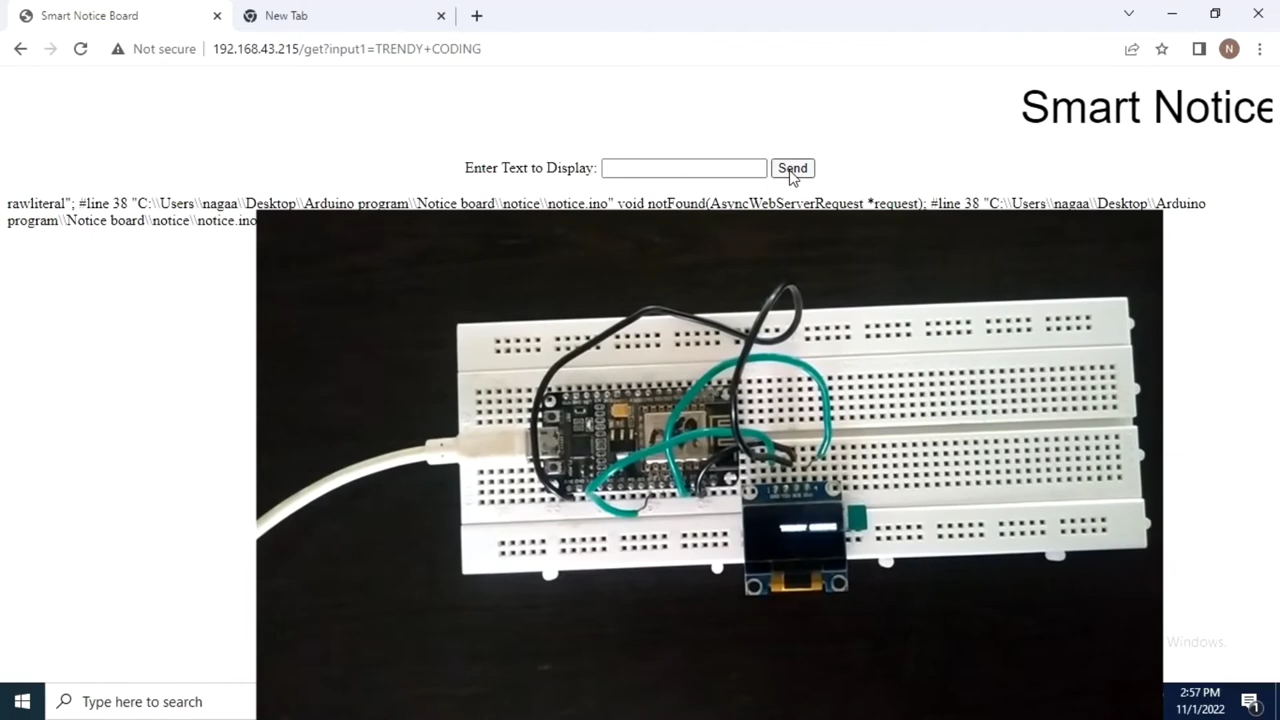 Smart Notice Board
New Tab
Not secure
192.168.43.215/get?input1=TRENDY+CODING
N
Smart Notice
Enter Text to Display:
Send
rawliteral"; #line 38 "C:\\Users\\nagaa\\Desktop\\Arduino program\\Notice board\\notice\\notice.ino" void notFound(AsyncWebServerRequest *request); #line 38 "C:\\Users\\nagaa\\Desktop\\Arduino
program\\Notice board\\notice\\notice.ino
Windows.
Type here to search
2:57 PM
11/1/2022
1